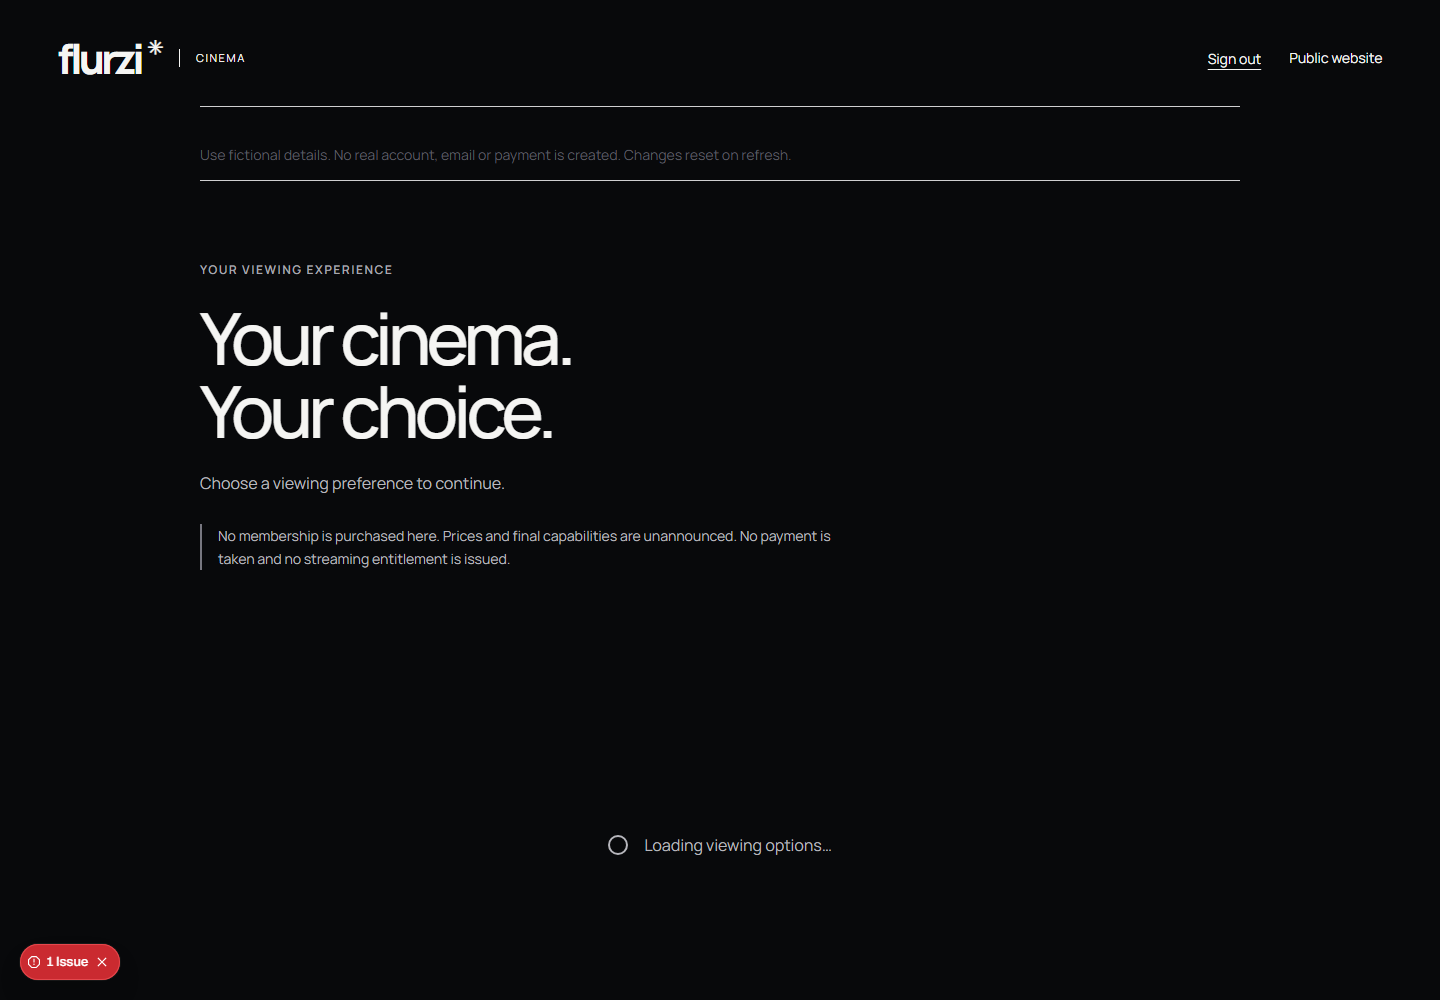 flurzi
CINEMA
Sign out
Public website
Use fictional details. No real account, email or payment is created. Changes reset on refresh.
YOUR VIEWING EXPERIENCE
Your cinema.
Your choice.
Choose a viewing preference to continue.
No membership is purchased here. Prices and final capabilities are unannounced. No payment is
taken and no streaming entitlement is issued.
Loading viewing options...
1 Issue